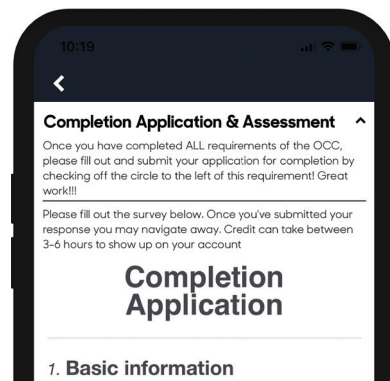 10:19
Completion Application & Assessment
Once you have completed ALL requirements of the OCC,
please fill out and submit your application for completion by
checking off the circle to the left of this requirement! Great
work!!!
Please fill out the survey below. Once you've submitted your
response you may navigate away. Credit can take between
3-6 hours to show up on your account
Completion
Application
1. Basic information